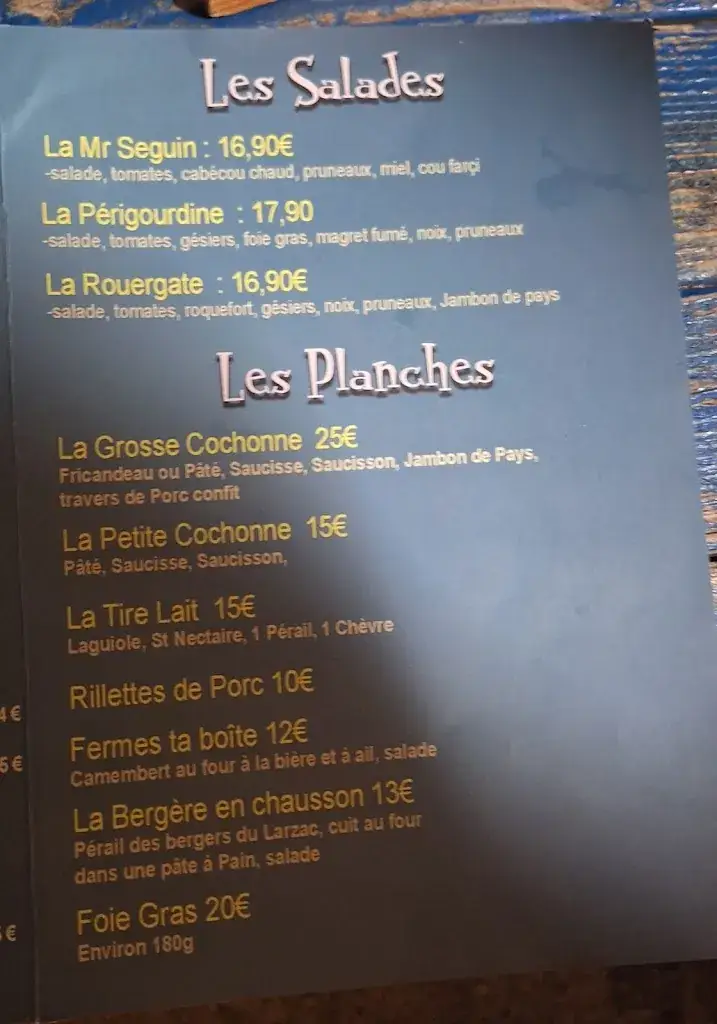 Les Salades
La Mr Seguin : 16,90€
-salade, tomates, cabécou chaud, pruneaux, miel, cou farçi
La Périgourdine : 17,90
-salade, tomates, gésiers, foie gras, magret fumé, noix, pruneaux
La Rouergate : 16,90€
-salade, tomates, roquefort, gésiers, noix, pruneaux, Jambon de pays
Les Planches
La Grosse Cochonne 25€
Fricandeau ou Pâté, Saucisse, Saucisson, Jambon de Pays,
travers de Porc confit
La Petite Cochonne 15€
Pâté, Saucisse, Saucisson,
La Tire Lait 15€
Laguiole, St Nectaire, 1 Pérail, 1 Chèvre
Rillettes de Porc 10€
Fermes ta boîte 12€
Camembert au four à la bière et à ail, salade
La Bergère en chausson 13€
Pérail des bergers du Larzac, cuit au four
dans une pâte à Pain, salade
Foie Gras 20€
Environ 180g